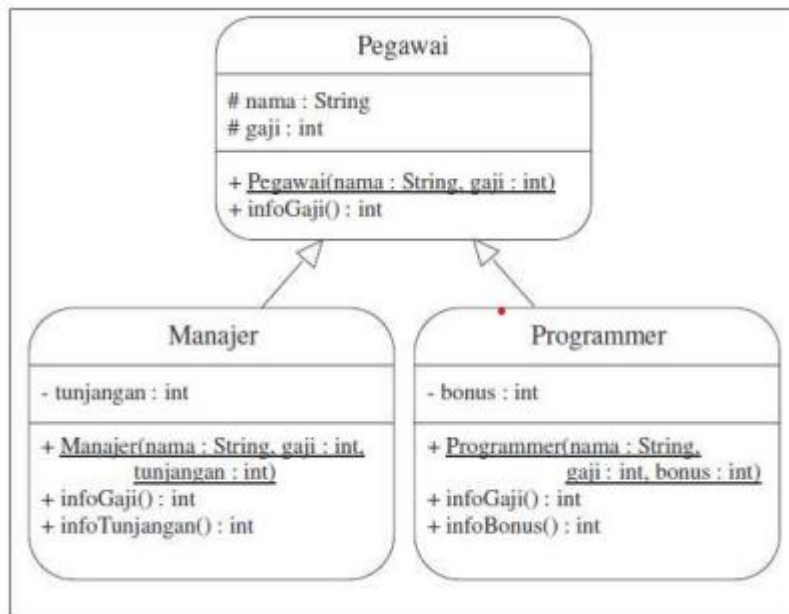 Pegawai
# nama : String
# gaji : int
+ Pegawai(nama : String, gaji : int)
+ infoGaji() : int
Manajer
- tunjangan : int
+ Manajer(nama : String, gaji : int,
tunjangan : int)
+ infoGaji() : int
+ infoTunjangan() : int
Programmer
- bonus : int
+ Programmer(nama : String,
gaji : int, bonus : int)
+ infoGaji() : int
+ infoBonus() : int